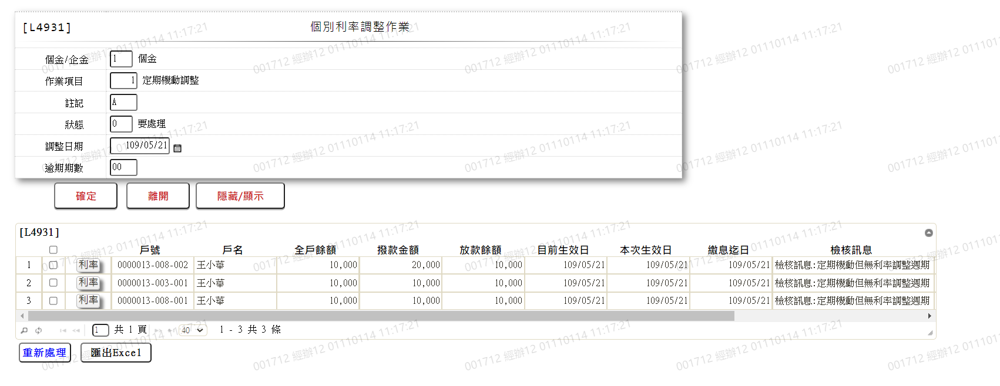 [L4931] 個別利率調整作業
個金/企金 1 個金
作業項目 1 定期機動調整
註記 A
狀態 0 要處理
調整日期 109/05/21
逾期期數 00
確定 離開 隱藏/顯示
[L4931]
戶號 戶名 全戶餘額 撥款金額 放款餘額 目前生效日 本次生效日 繳息迄日 檢核訊息
1 利率 0000013-008-002 王小華 10,000 20,000 10,000 109/05/21 109/05/21 109/05/21 檢核訊息:定期機動但無利率調整週期
2 利率 0000013-003-001 王小華 10,000 10,000 10,000 109/05/21 109/05/21 109/05/21 檢核訊息:定期機動但無利率調整週期
3 利率 0000013-008-001 王小華 10,000 10,000 10,000 109/05/21 109/05/21 109/05/21 檢核訊息:定期機動但無利率調整週期
1 共 1 頁 40 1 - 3 共 3 條
重新處理 匯出Excel
001712 經辦12 01110114 11:17:21